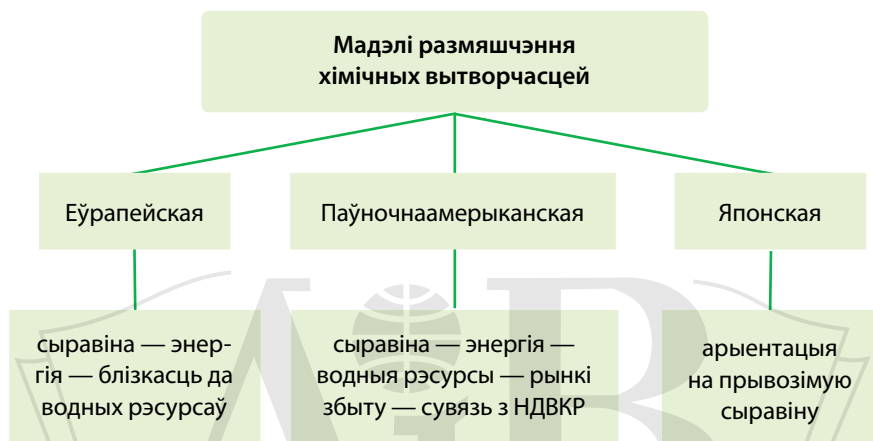 Мадэлі размяшчэння
хімічных вытворчасцей
Еўрапейская
Паўночнаамерыканская
Японская
сыравіна — энер-
гія — блізкасць да
водных рэсурсаў
сыравіна — энергія —
водныя рэсурсы — рынкі
збыту — сувязь з НДВКР
арыентацыя
на прывозімую
сыравіну